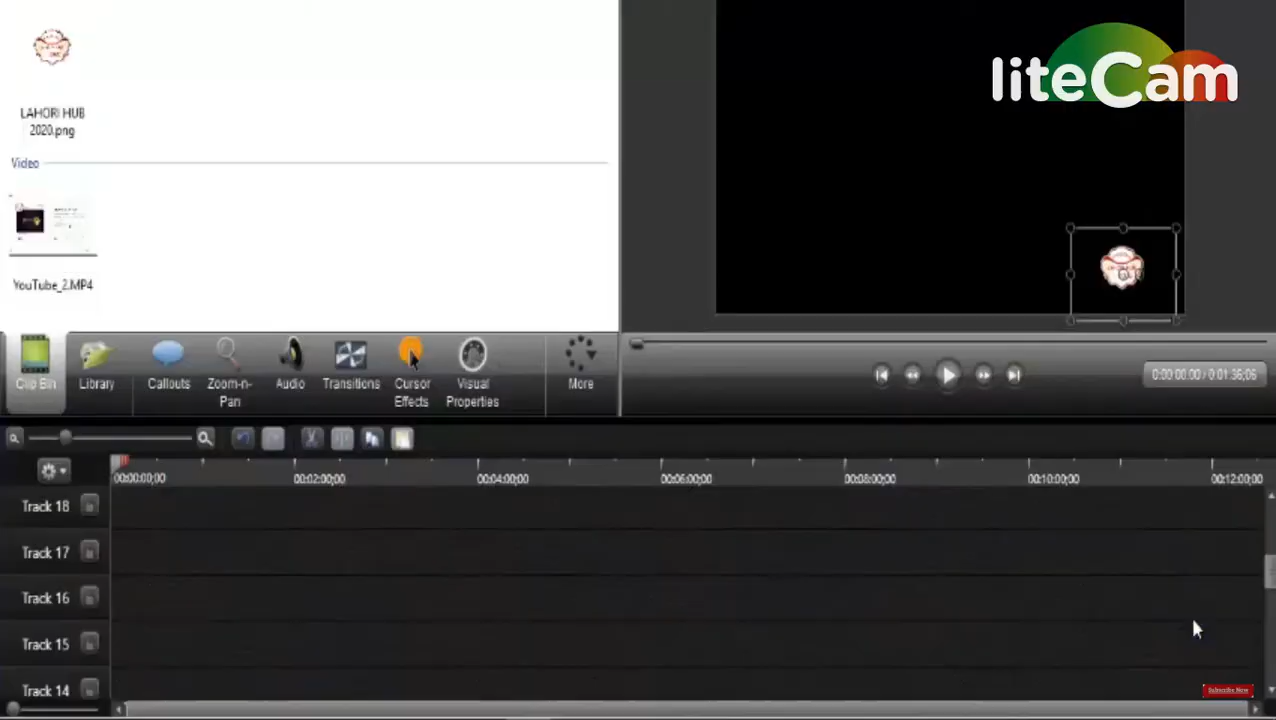 liteCam
LAHORI HUB
2020.png
Video
YouTube_2.MP4
Clip Bin
Library
Callouts
Zoom-n-
Pan
Audio
Transitions
Cursor
Effects
Visual
Properties
More
0:00:00.00 / 0:01:36;06
00:00:00;00
00:02:00;00
00:04:00;00
00:06:00;00
00:08:00;00
00:10:00;00
00:12:00;00
Track 18
Track 17
Track 16
Track 15
Track 14
Subscribe Now